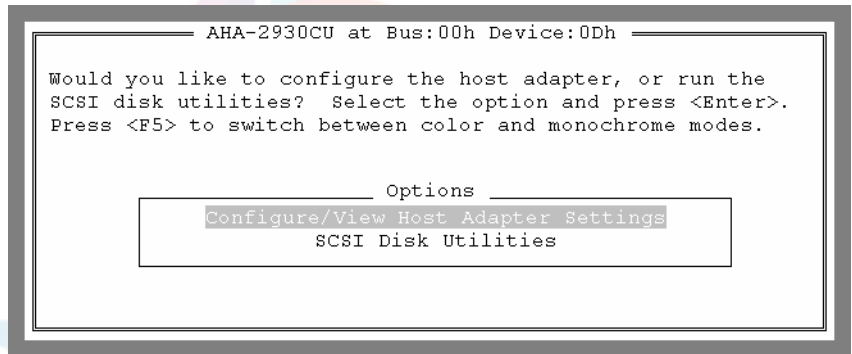 AHA-2930CU at Bus:00h Device:0Dh
Would you like to configure the host adapter, or run the
SCSI disk utilities? Select the option and press <Enter>.
Press <F5> to switch between color and monochrome modes.
Options
Configure/View Host Adapter Settings
SCSI Disk Utilities